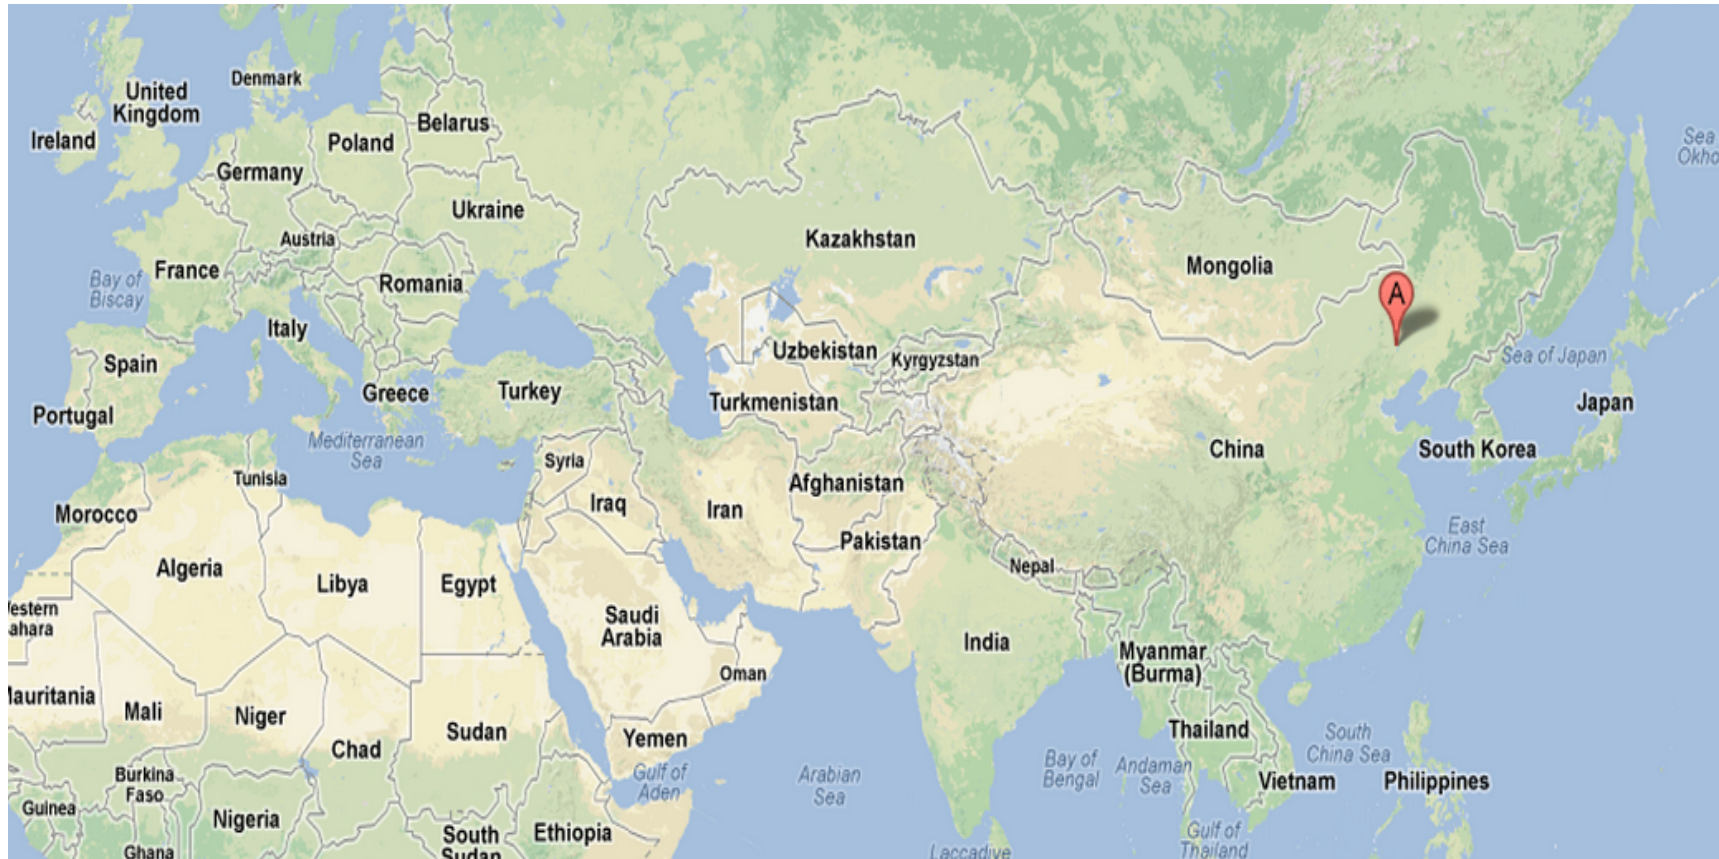 Denmark
United
Kingdom
Ireland
Belarus
Poland
Germany
Ukraine
Austria
Kazakhstan
Mongolia
France
Bay of
Biscay
Romania
A
Italy
Sea
Okho
Spain
Uzbekistan
Kyrgyzstan
Sea of Japan
Greece
Turkey
Turkmenistan
Japan
Portugal
Mediterranean
Sea
China
South Korea
Syria
Tunisia
Afghanistan
Iraq
Iran
Morocco
East
China Sea
Pakistan
Nepal
Algeria
Libya
Egypt
estern
ahara
Saudi
Arabia
India
Myanmar
(Burma)
Oman
auritania
Mali
Niger
Sudan
Thailand
Yemen
Chad
South
China Sea
Gulf of
Aden
Arabian
Sea
Bay of
Bengal
Andaman
Sea
Vietnam
Philippines
Burkina
Faso
Guinea
Nigeria
Ethiopia
South
Sudan
Gulf of
Thailand
Ghana
Laccadive